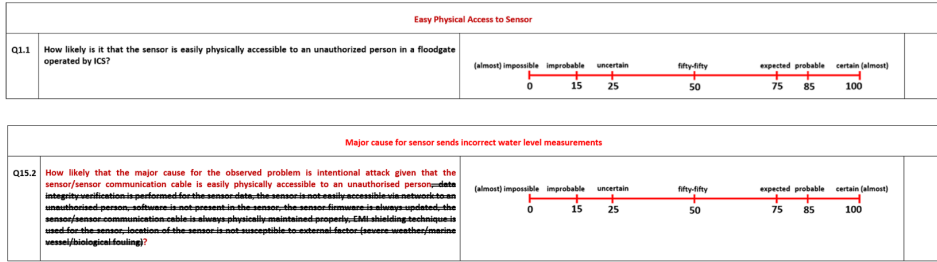 Easy Physical Access to Sensor
Q1.1 How likely is it that the sensor is easily physically accessible to an unauthorized person in a floodgate
operated by ICS?
(almost) impossible improbable uncertain fifty-fifty expected probable certain (almost)
0 15 25 50 75 85 100
Major cause for sensor sends incorrect water level measurements
Q15.2 How likely that the major cause for the observed problem is intentional attack given that the
sensor/sensor communication cable is easily physically accessible to an unauthorised person, data
integrity verification is performed for the sensor data, the sensor is not easily accessible via network to an
unauthorised person, software is not present in the sensor, the sensor firmware is always updated, the
sensor/sensor communication cable is always physically maintained properly, EMI shielding technique is
used for the sensor, location of the sensor is not susceptible to external factor (severe weather/marine
vessel/biological fouling)?
(almost) impossible improbable uncertain fifty-fifty expected probable certain (almost)
0 15 25 50 75 85 100